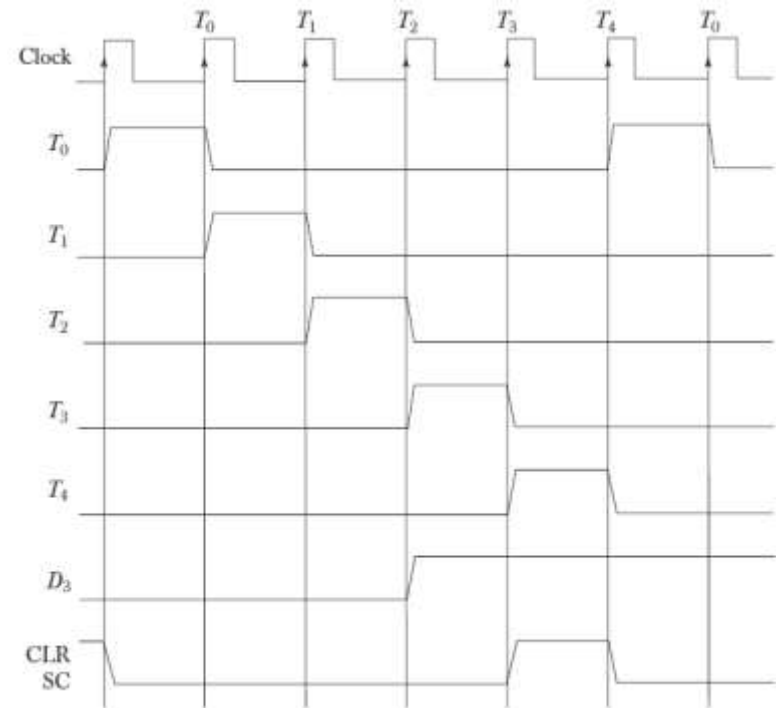 T₀ T₁ T₂ T₃ T₄ T₀
Clock
T₀
T₁
T₂
T₃
T₄
D₃
CLR
SC